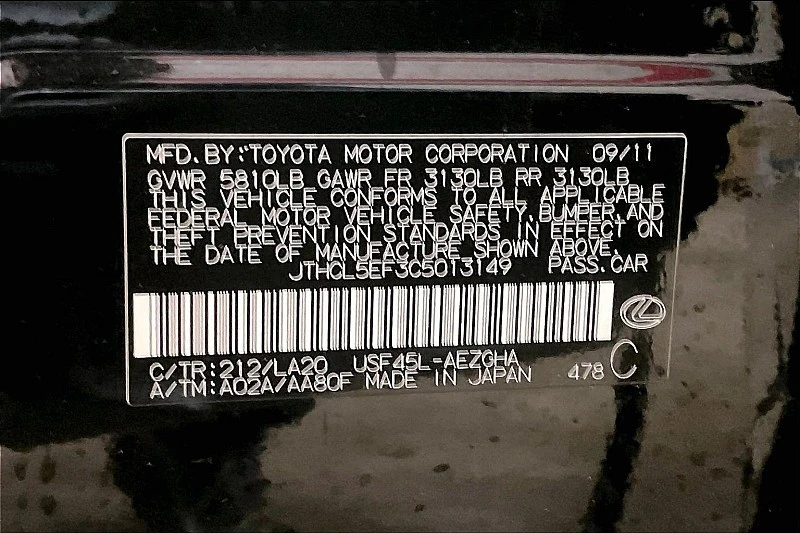 MFD. BY: TOYOTA MOTOR CORPORATION 09/11
GVWR 5810LB GAWR FR 3130LB RR 3130LB
THIS VEHICLE CONFORMS TO ALL APPLICABLE
FEDERAL MOTOR VEHICLE SAFETY, BUMPER, AND
THEFT PREVENTION STANDARDS IN EFFECT ON
THE DATE OF MANUFACTURE SHOWN ABOVE.
JTHCL5EF3C5013149 PASS. CAR
C/TR: 212/LA20 USF45L-AEZGHA
A/TM: A02A/AA80F MADE IN JAPAN 478 C